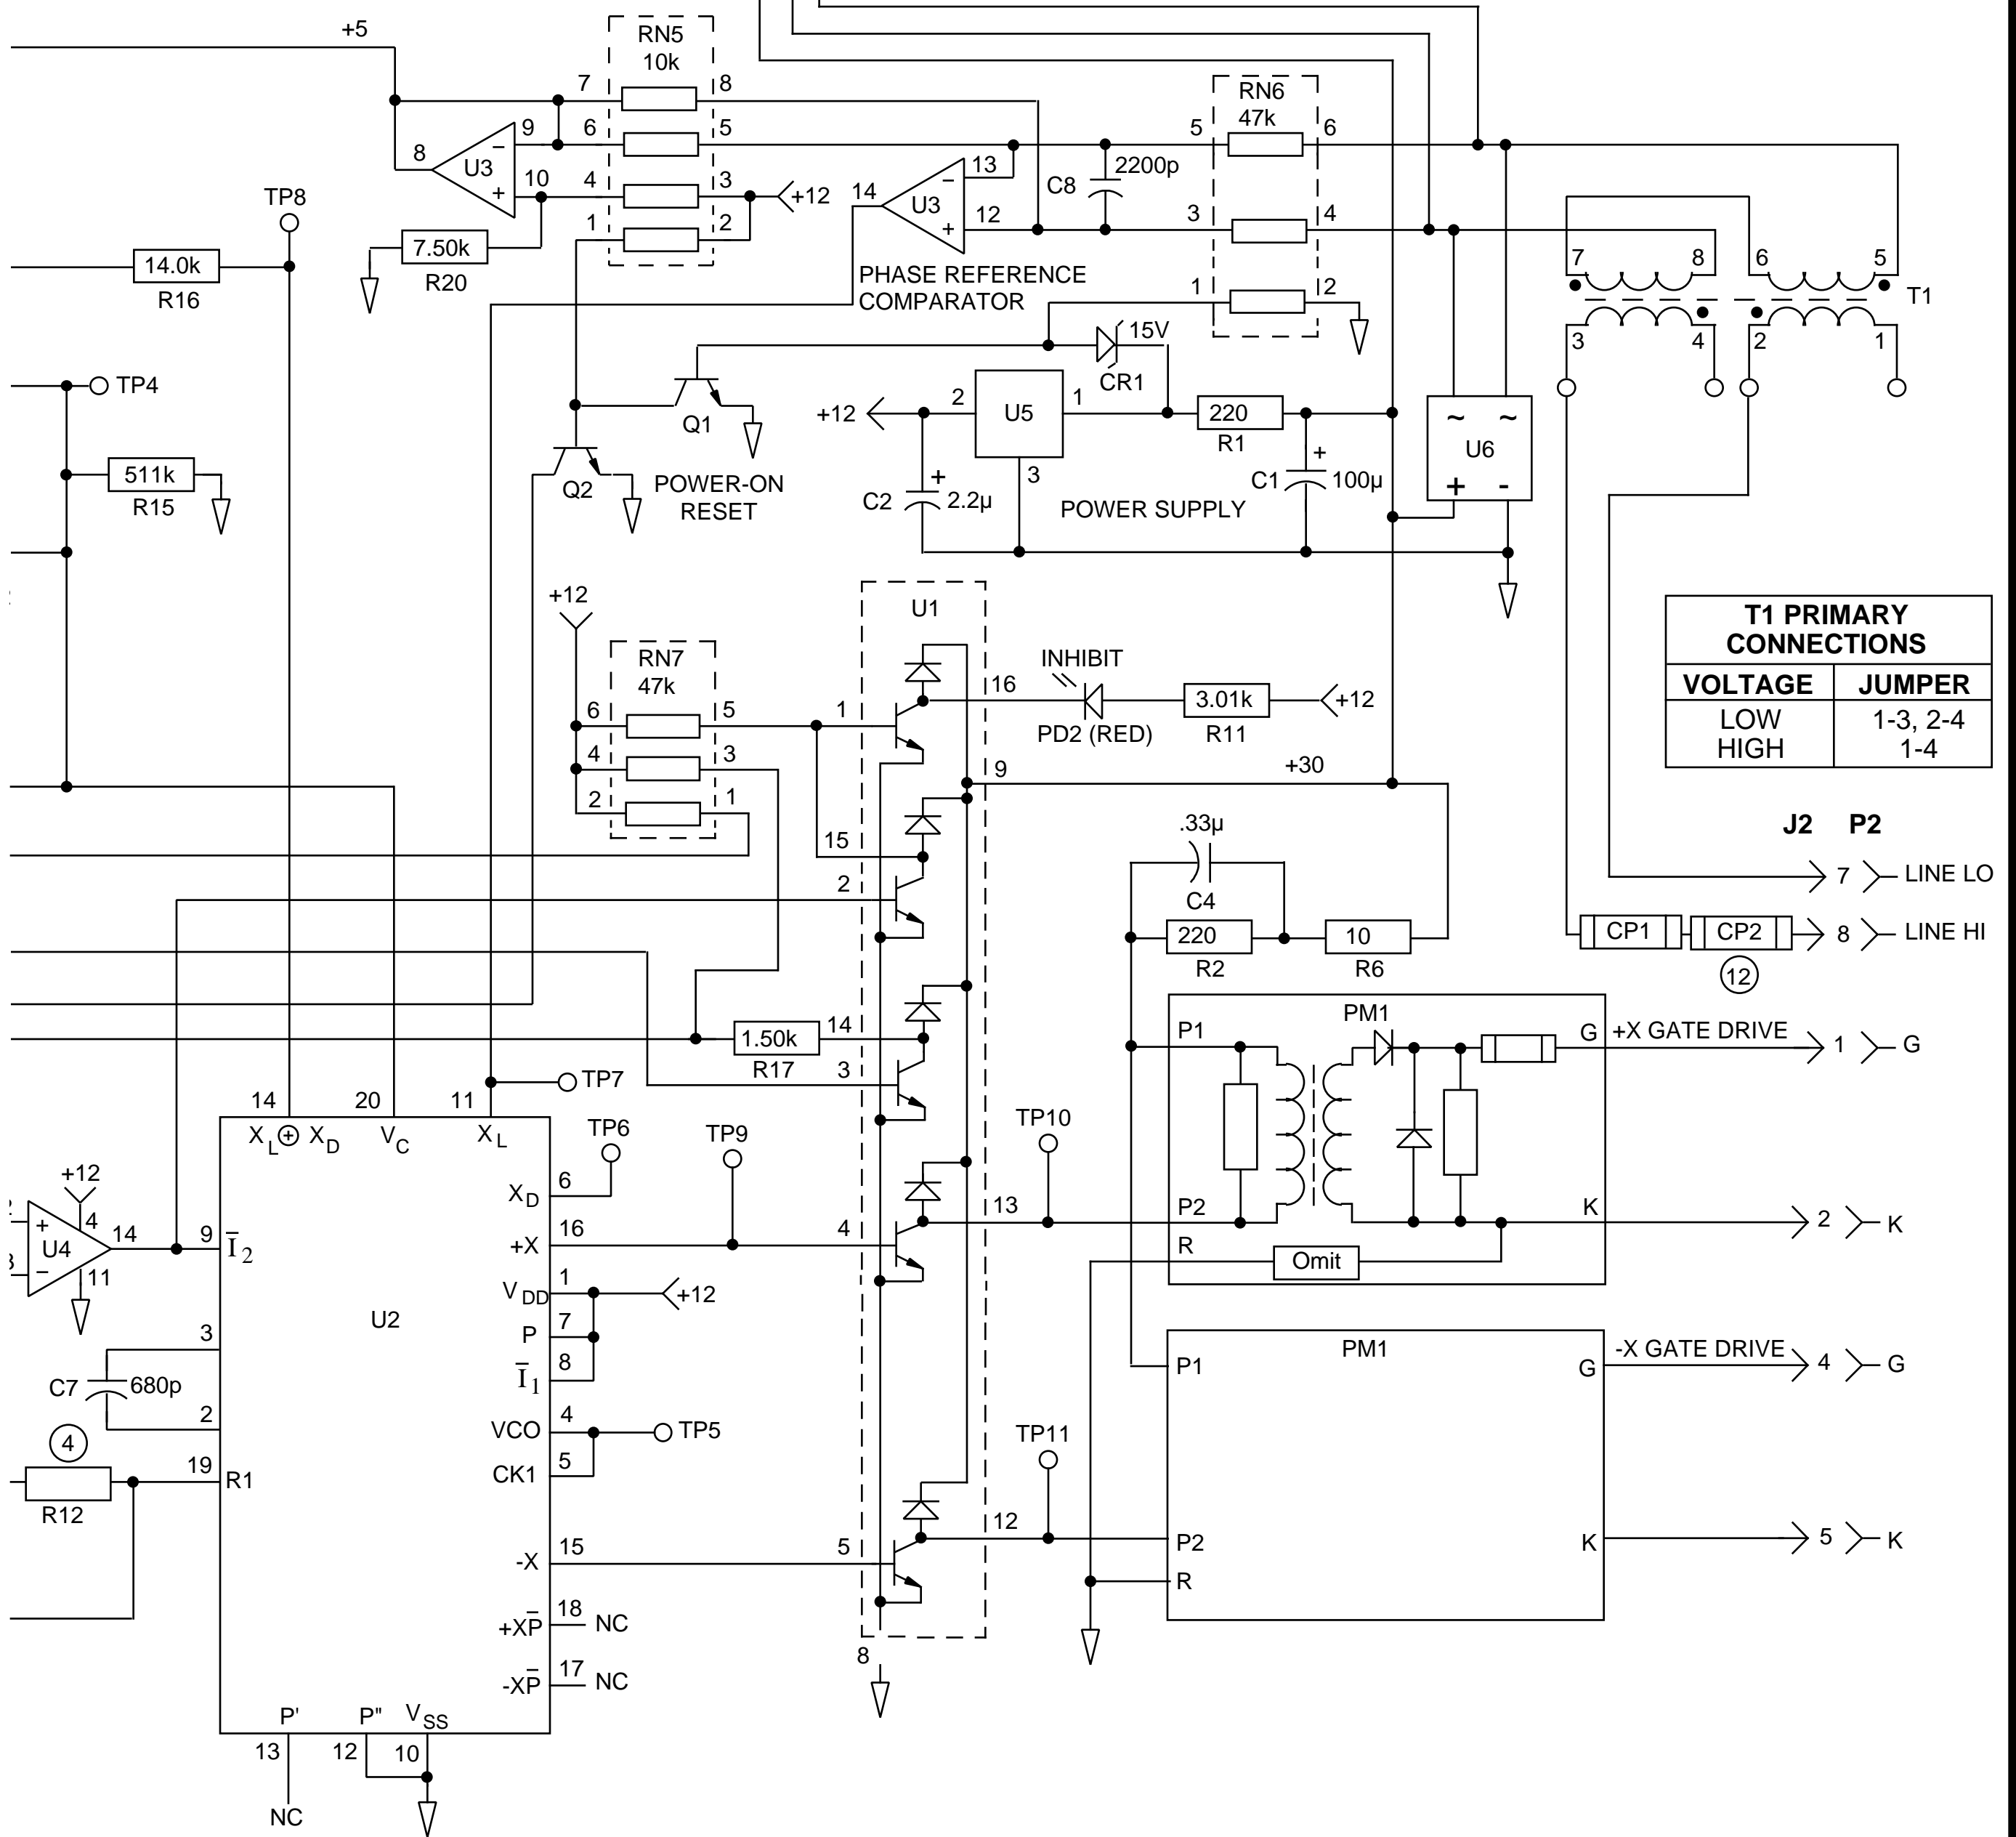 +5
RN5
10k
7
8
9
6
5
8
U3
−
+
10
4
3
+12
1
2
7.50k
R20
TP8
14.0k
R16
14
U3
−
+
13
12
PHASE REFERENCE
COMPARATOR
C8
2200p
RN6
47k
5
6
3
4
1
2
7
8
6
5
3
4
2
1
T1
15V
CR1
TP4
511k
R15
Q1
Q2
POWER-ON
RESET
+12
2
U5
1
3
220
R1
+
C2
2.2µ
POWER SUPPLY
+
C1
100µ
~ ~
U6
+ -
T1 PRIMARY
CONNECTIONS
VOLTAGE JUMPER
LOW 1-3, 2-4
HIGH 1-4
+12
RN7
47k
6
5
4
3
2
1
U1
1
16
INHIBIT
PD2 (RED)
3.01k
R11
+12
9
+30
15
2
.33µ
C4
220
R2
10
R6
J2 P2
7 LINE LO
CP1 CP2 8 LINE HI
12
1.50k
R17
14
3
TP7
PM1
P1
G
+X GATE DRIVE
1 G
14
20
11
X L + X D
V C
X L
TP6
TP9
TP10
X D
6
+12
+
4
U4
−
11
14
9
I̅ 2
+X
16
4
13
P2
K
2 K
R
Omit
V DD
1
+12
P
7
I̅ 1
8
U2
3
C7
680p
2
VCO
4
TP5
CK1
5
4
R12
19
R1
PM1
P1
G
-X GATE DRIVE
4 G
TP11
-X
15
5
12
P2
K
5 K
R
+XP̅
18
NC
-XP̅
17
NC
8
P'
P"
V SS
13
12
10
NC